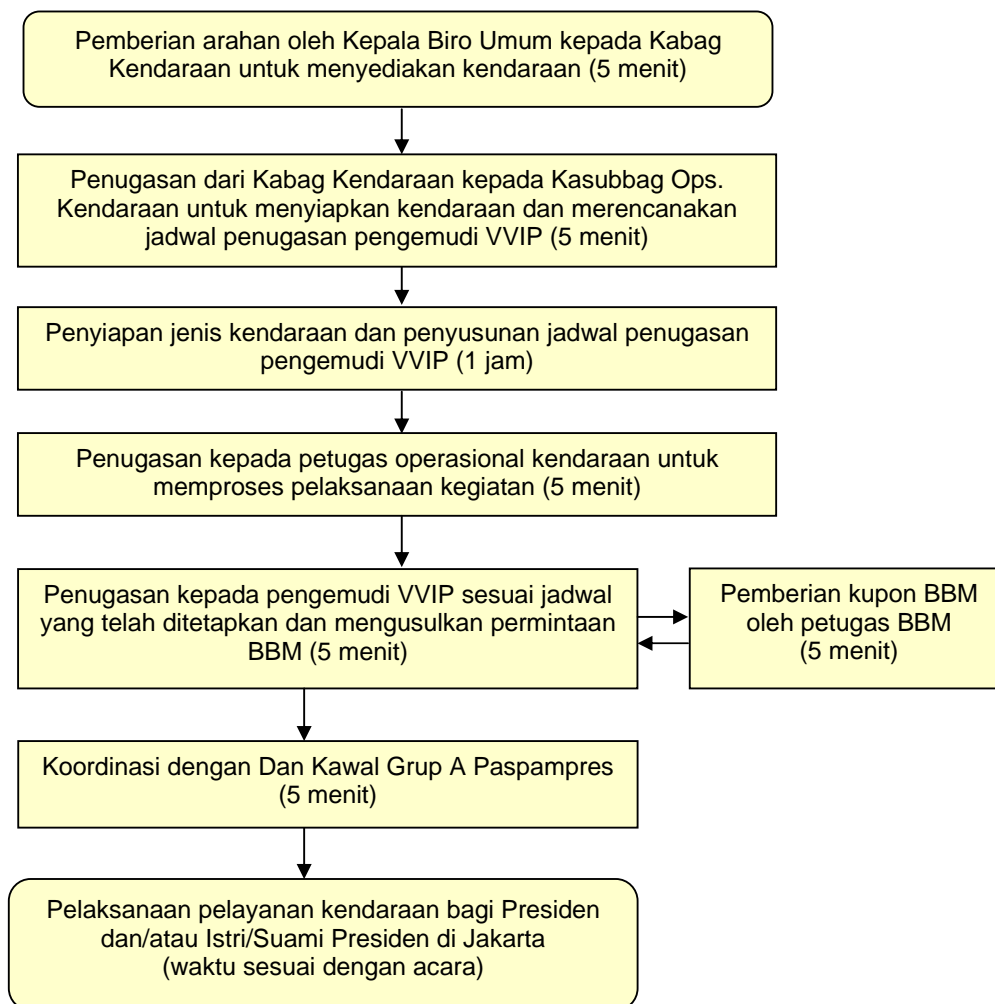 Pemberian arahan oleh Kepala Biro Umum kepada Kabag
Kendaraan untuk menyediakan kendaraan (5 menit)
Penugasan dari Kabag Kendaraan kepada Kasubbag Ops.
Kendaraan untuk menyiapkan kendaraan dan merencanakan
jadwal penugasan pengemudi VVIP (5 menit)
Penyiapan jenis kendaraan dan penyusunan jadwal penugasan
pengemudi VVIP (1 jam)
Penugasan kepada petugas operasional kendaraan untuk
memproses pelaksanaan kegiatan (5 menit)
Penugasan kepada pengemudi VVIP sesuai jadwal
yang telah ditetapkan dan mengusulkan permintaan
BBM (5 menit)
Pemberian kupon BBM
oleh petugas BBM
(5 menit)
Koordinasi dengan Dan Kawal Grup A Paspampres
(5 menit)
Pelaksanaan pelayanan kendaraan bagi Presiden
dan/atau Istri/Suami Presiden di Jakarta
(waktu sesuai dengan acara)